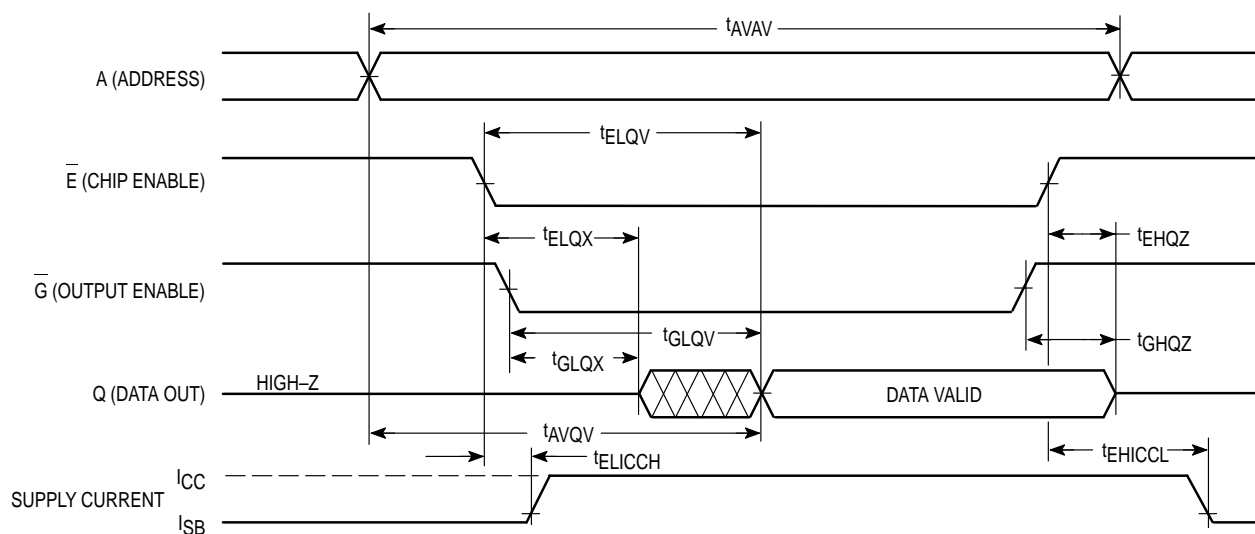 tAVAV
A (ADDRESS)
tELQV
E (CHIP ENABLE)
tELQX
tEHQZ
G (OUTPUT ENABLE)
tGLQV
tGLQX
tGHQZ
HIGH–Z
Q (DATA OUT)
DATA VALID
tAVQV
tELICCH
tEHICCL
ICC
SUPPLY CURRENT
ISB